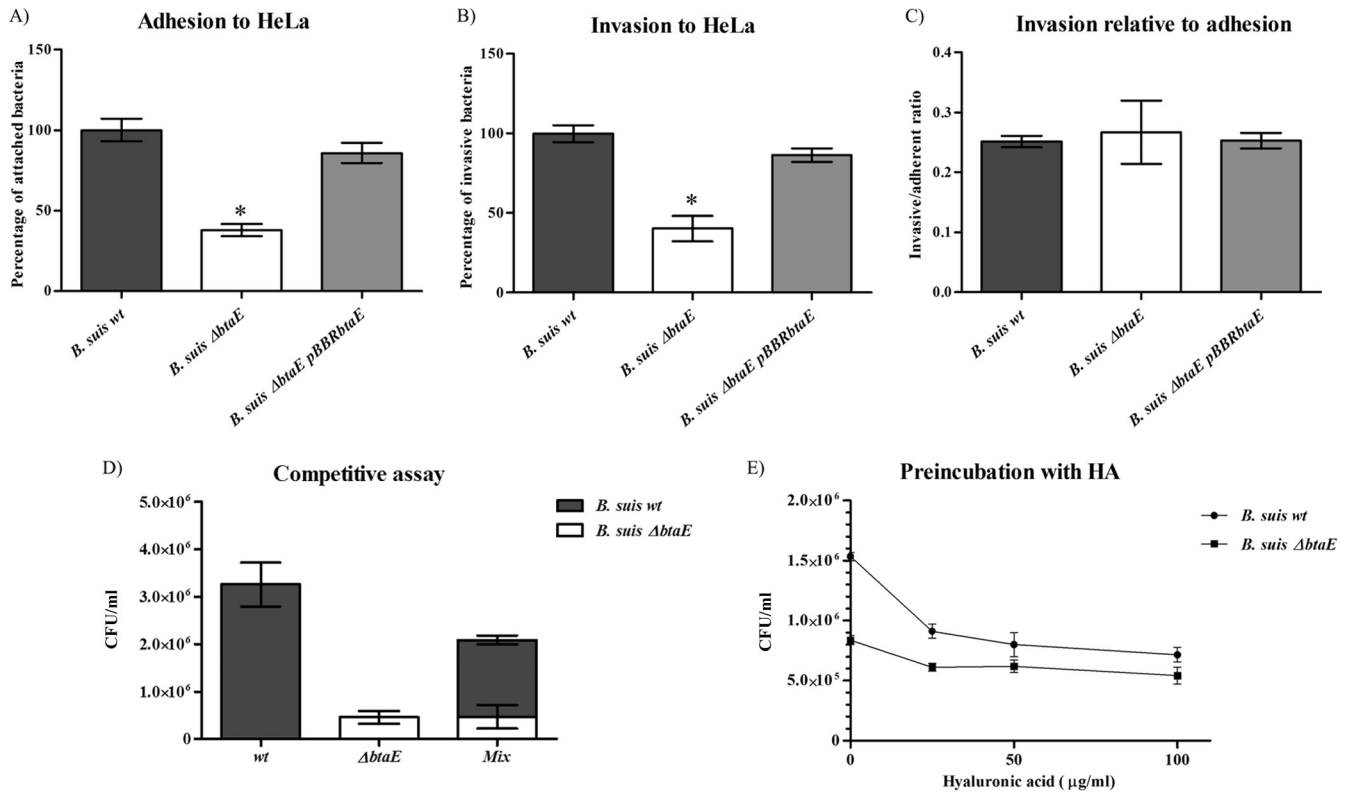 A)
Adhesion to HeLa
Percentage of attached bacteria
150
100
50
0
*
B. suis wt
B. suis ΔbtaE
B. suis ΔbtaE pBBRbtaE
B)
Invasion to HeLa
Percentage of invasive bacteria
150
100
50
0
*
B. suis wt
B. suis ΔbtaE
B. suis ΔbtaE pBBRbtaE
C)
Invasion relative to adhesion
Invasive/adherent ratio
0.4
0.3
0.2
0.1
0.0
B. suis wt
B. suis ΔbtaE
B. suis ΔbtaE pBBRbtaE
D)
Competitive assay
CFU/ml
5.0×10⁶
4.0×10⁶
3.0×10⁶
2.0×10⁶
1.0×10⁶
0
wt
ΔbtaE
Mix
B. suis wt
B. suis ΔbtaE
E)
Preincubation with HA
CFU/ml
2.0×10⁶
1.5×10⁶
1.0×10⁶
5.0×10⁵
0
0
50
100
Hyaluronic acid ( μg/ml)
B. suis wt
B. suis ΔbtaE